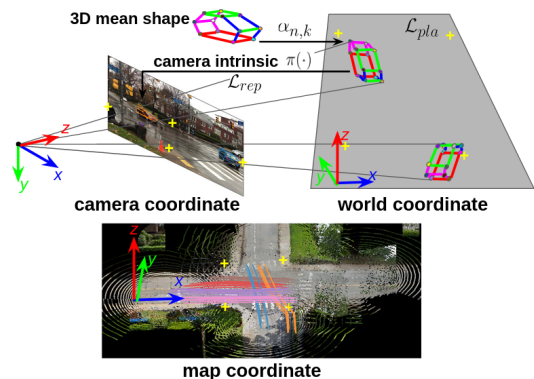 3D mean shape
α_{n,k}
ℒ_{pla}
camera intrinsic π(·)
ℒ_{rep}
z
x
y
z
y
x
camera coordinate
world coordinate
z
y
x
map coordinate